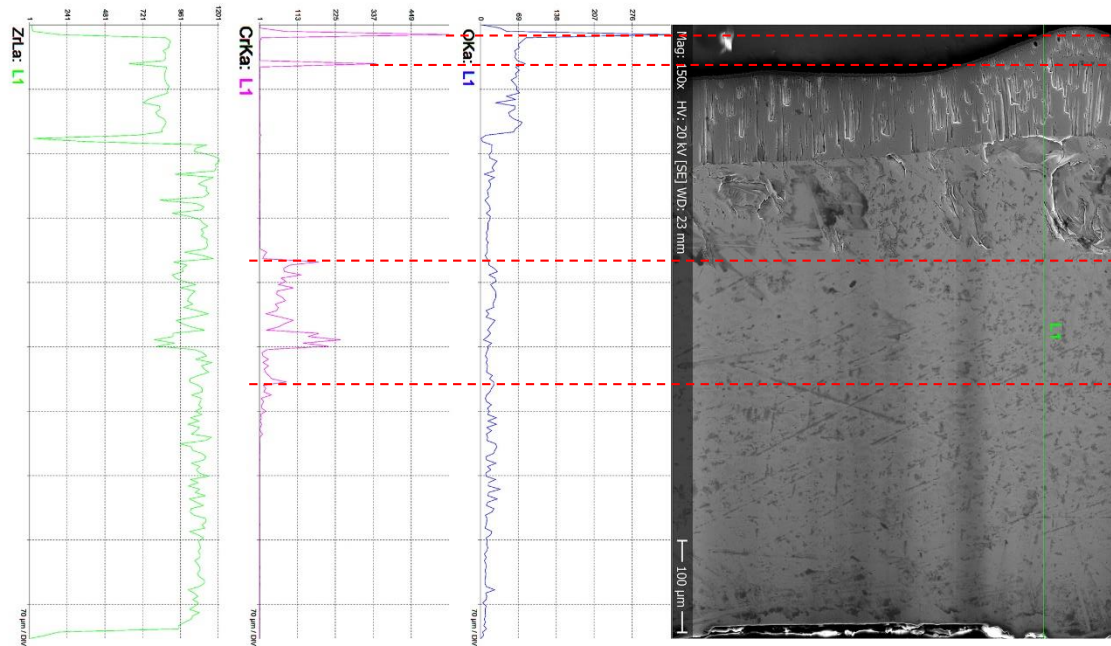 1 241 481 721 961 1201
ZrLa: L1
70 µm / DIV
1 113 225 337 449
CrKa: L1
70 µm / DIV
0 69 138 207 276
OKa: L1
70 µm / DIV
Mag: 150x HV: 20 kV [SE] WD: 23 mm
100 µm
L1